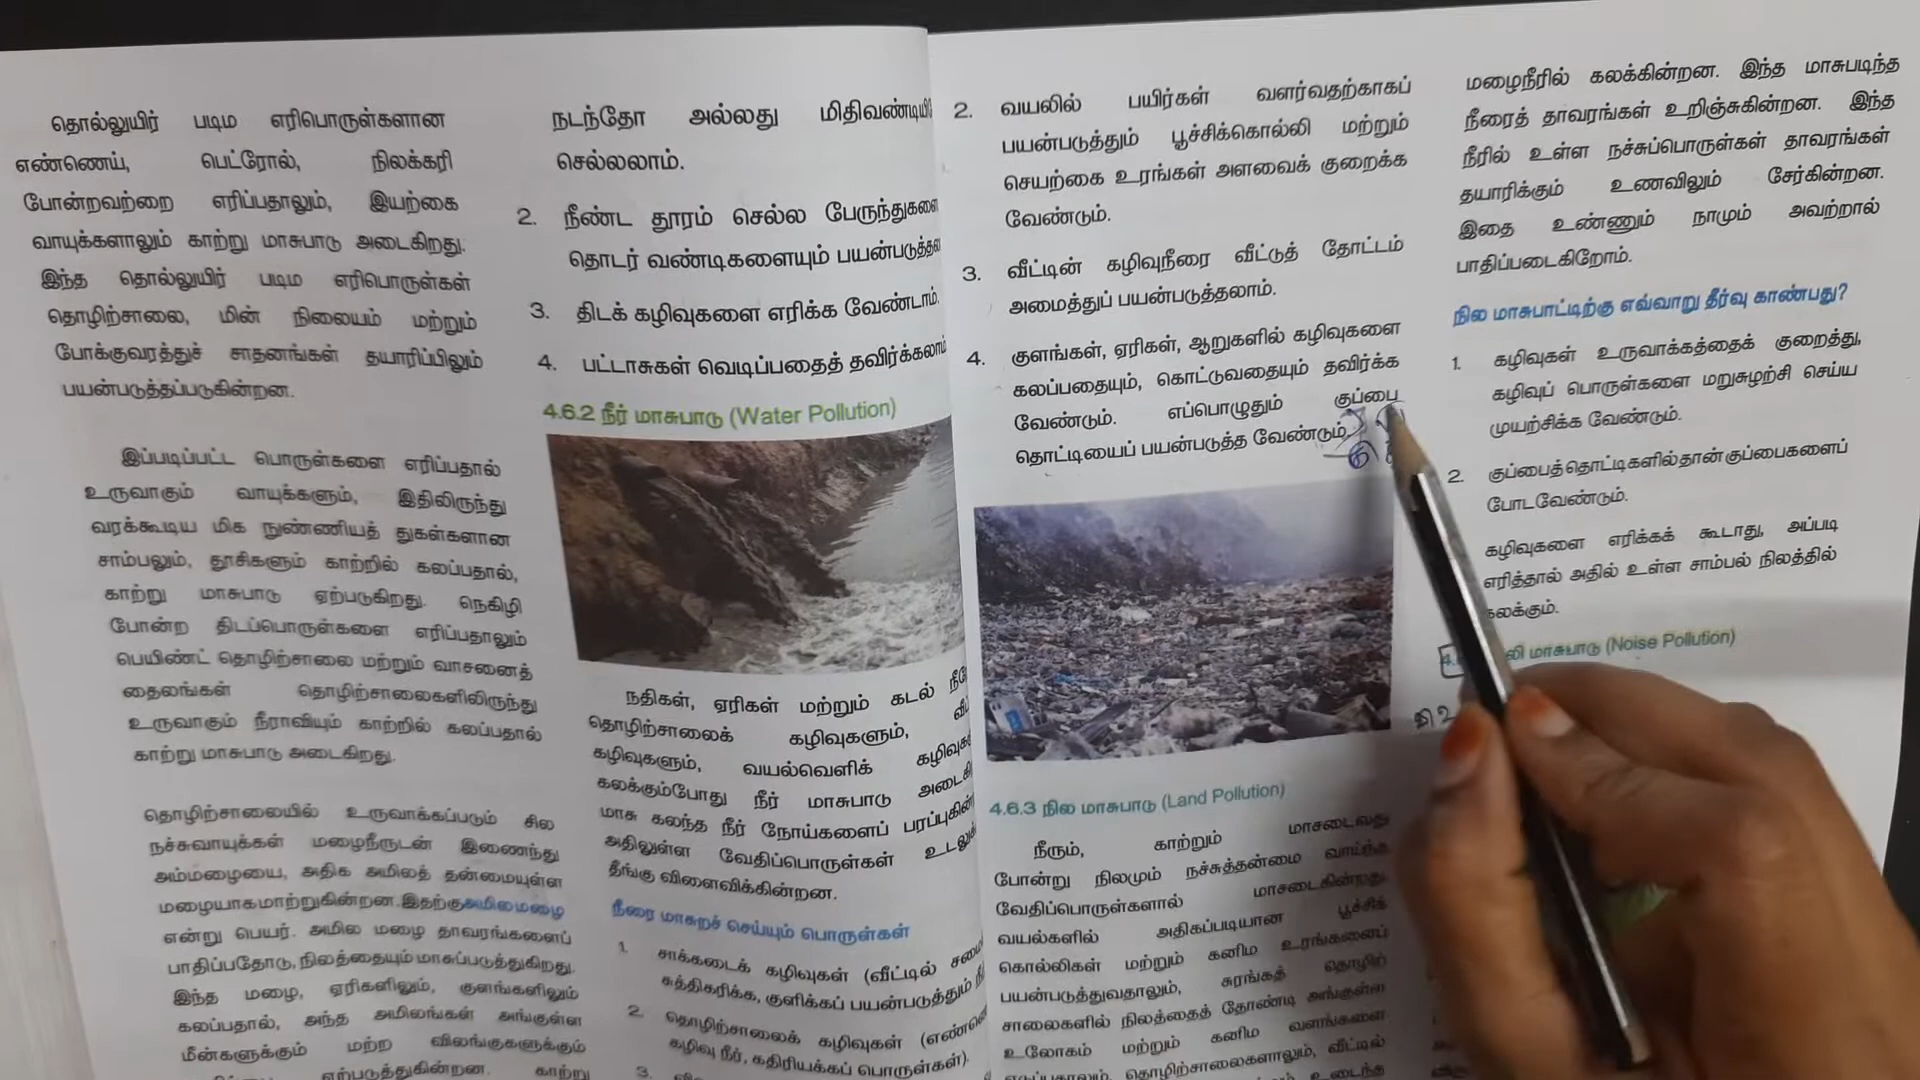 தொல்லுயிர் படிம எரிபொருள்களான
எண்ணெய், பெட்ரோல், நிலக்கரி
போன்றவற்றை எரிப்பதாலும், இயற்கை
வாயுக்களாலும் காற்று மாசுபாடு அடைகிறது.
இந்த தொல்லுயிர் படிம எரிபொருள்கள்
தொழிற்சாலை, மின் நிலையம் மற்றும்
போக்குவரத்துச் சாதனங்கள் தயாரிப்பிலும்
பயன்படுத்தப்படுகின்றன.
இப்படிப்பட்ட பொருள்களை எரிப்பதால்
உருவாகும் வாயுக்களும், இதிலிருந்து
வரக்கூடிய மிக நுண்ணியத் துகள்களான
சாம்பலும், தூசிகளும் காற்றில் கலப்பதால்,
காற்று மாசுபாடு ஏற்படுகிறது. நெகிழி
போன்ற திடப்பொருள்களை எரிப்பதாலும்
பெயிண்ட் தொழிற்சாலை மற்றும் வாசனைத்
தைலங்கள் தொழிற்சாலைகளிலிருந்து
உருவாகும் நீராவியும் காற்றில் கலப்பதால்
காற்று மாசுபாடு அடைகிறது.
தொழிற்சாலையில் உருவாக்கப்படும் சில
நச்சுவாயுக்கள் மழைநீருடன் இணைந்து
அம்மழையை, அதிக அமிலத் தன்மையுள்ள
மழையாகமாற்றுகின்றன.இதற்குஅமிலமழை
என்று பெயர். அமில மழை தாவரங்களைப்
பாதிப்பதோடு, நிலத்தையும் மாசுப்படுத்துகிறது.
இந்த மழை, ஏரிகளிலும், குளங்களிலும்
கலப்பதால், அந்த அமிலங்கள் அங்குள்ள
மீன்களுக்கும் மற்ற விலங்குகளுக்கும்
ஏற்படுத்துகின்றன. காற்று
நடந்தோ அல்லது
செல்லலாம்.
2. நீண்ட தூரம் செல்ல
தொடர் வண்டிகளையும்
3. திடக் கழிவுகளை எரிக்க வேண்டாம்.
4. பட்டாசுகள் வெடிப்பதைத் தவிர்க்கலாம்
4.6.2 நீர் மாசுபாடு (Water Pollution)
நதிகள், ஏரிகள் மற்றும் கடல்
தொழிற்சாலைக் கழிவுகளும்,
கழிவுகளும், வயல்வெளிக்
கலக்கும்போது நீர் மாசுபாடு
மாசு கலந்த நீர் நோய்களைப்
அதிலுள்ள வேதிப்பொருள்கள்
தீங்கு விளைவிக்கின்றன.
நீரை மாசுறச் செய்யும் பொருள்கள்
1. சாக்கடைக் கழிவுகள் (வீட்டில்
சுத்திகரிக்க, குளிக்கப் பயன்படுத்தும்
2. தொழிற்சாலைக் கழிவுகள்
கழிவு நீர், கதிரியக்கப் பொருள்கள்).
3.
2. வயலில் பயிர்கள் வளர்வதற்காகப்
பயன்படுத்தும் பூச்சிக்கொல்லி மற்றும்
செயற்கை உரங்கள் அளவைக் குறைக்க
வேண்டும்.
3. வீட்டின் கழிவுநீரை வீட்டுத் தோட்டம்
அமைத்துப் பயன்படுத்தலாம்.
4. குளங்கள், ஏரிகள், ஆறுகளில் கழிவுகளை
கலப்பதையும், கொட்டுவதையும் தவிர்க்க
வேண்டும். எப்பொழுதும் குப்பை
தொட்டியைப் பயன்படுத்த வேண்டும்.
4.6.3 நில மாசுபாடு (Land Pollution)
நீரும், காற்றும் மாசடைவது
போன்று நிலமும் நச்சுத்தன்மை வாய்ந்த
வேதிப்பொருள்களால் மாசடைகின்றது.
வயல்களில் அதிகப்படியான பூச்சிக்
கொல்லிகள் மற்றும் கனிம உரங்களைப்
பயன்படுத்துவதாலும், சுரங்கத் தொழிற்
சாலைகளில் நிலத்தைத் தோண்டி அங்குள்ள
உலோகம் மற்றும் கனிம வளங்களை
தொழிற்சாலைகளாலும், வீட்டில்
உடைந்த
மழைநீரில் கலக்கின்றன. இந்த மாசுபடிந்த
நீரைத் தாவரங்கள் உறிஞ்சுகின்றன. இந்த
நீரில் உள்ள நச்சுப்பொருள்கள் தாவரங்கள்
தயாரிக்கும் உணவிலும் சேர்கின்றன.
இதை உண்ணும் நாமும் அவற்றால்
பாதிப்படைகிறோம்.
நில மாசுபாட்டிற்கு எவ்வாறு தீர்வு காண்பது?
1. கழிவுகள் உருவாக்கத்தைக் குறைத்து,
கழிவுப் பொருள்களை மறுசுழற்சி செய்ய
முயற்சிக்க வேண்டும்.
2. குப்பைத்தொட்டிகளில்தான்குப்பைகளைப்
போடவேண்டும்.
கழிவுகளை எரிக்கக் கூடாது, அப்படி
எரித்தால் அதில் உள்ள சாம்பல் நிலத்தில்
கலக்கும்.
மாசுபாடு (Noise Pollution)